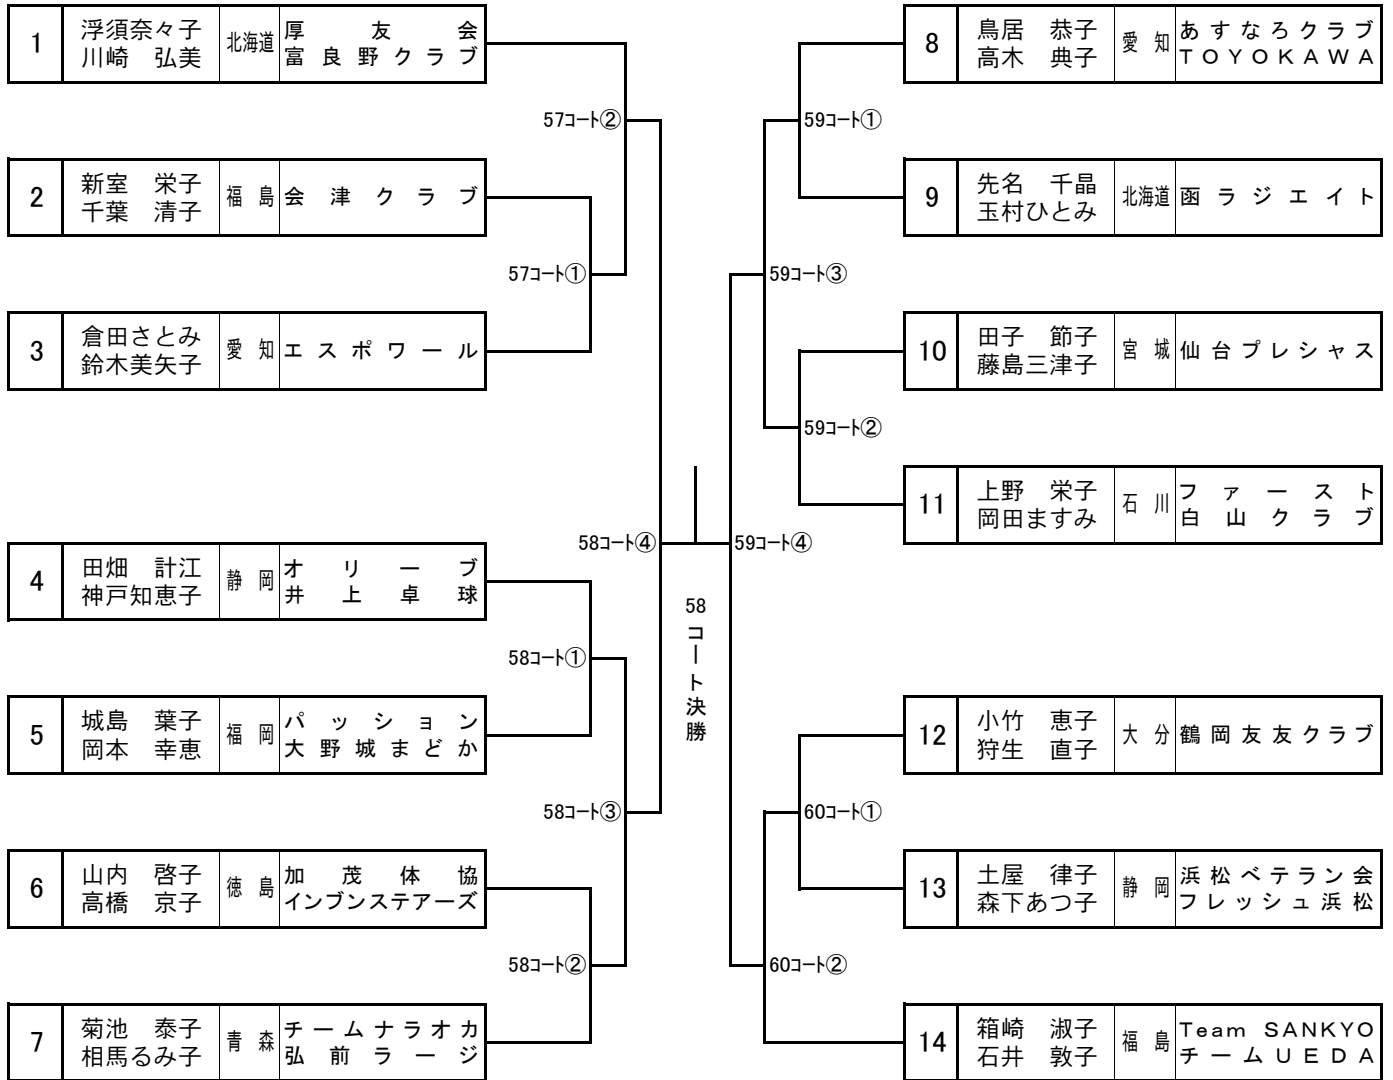 1
浮須奈々子
川崎　弘美
北海道
厚友会
富良野クラブ
57コート②
2
新室　栄子
千葉　清子
福島
会津クラブ
57コート①
3
倉田さとみ
鈴木美矢子
愛知
エスポワール
58コート④
4
田畑　計江
神戸知恵子
静岡
オリーブ
井上卓球
58コート①
5
城島　葉子
岡本　幸恵
福岡
パッション
大野城まどか
58コート③
6
山内　啓子
高橋　京子
徳島
加茂体協
インブンステアーズ
58コート②
7
菊池　泰子
相馬るみ子
青森
チームナラオカ
弘前ラージ
58コート決勝
8
鳥居　恭子
高木　典子
愛知
あすなろクラブ
TOYOKAWA
59コート①
9
先名　千晶
玉村ひとみ
北海道
函ラジエイト
59コート③
10
田子　節子
藤島三津子
宮城
仙台プレシャス
59コート②
11
上野　栄子
岡田ますみ
石川
ファースト
白山クラブ
59コート④
12
小竹　恵子
狩生　直子
大分
鶴岡友友クラブ
60コート①
13
土屋　律子
森下あつ子
静岡
浜松ベテラン会
フレッシュ浜松
60コート②
14
箱崎　淑子
石井　敦子
福島
Team SANKYO
チームUEDA